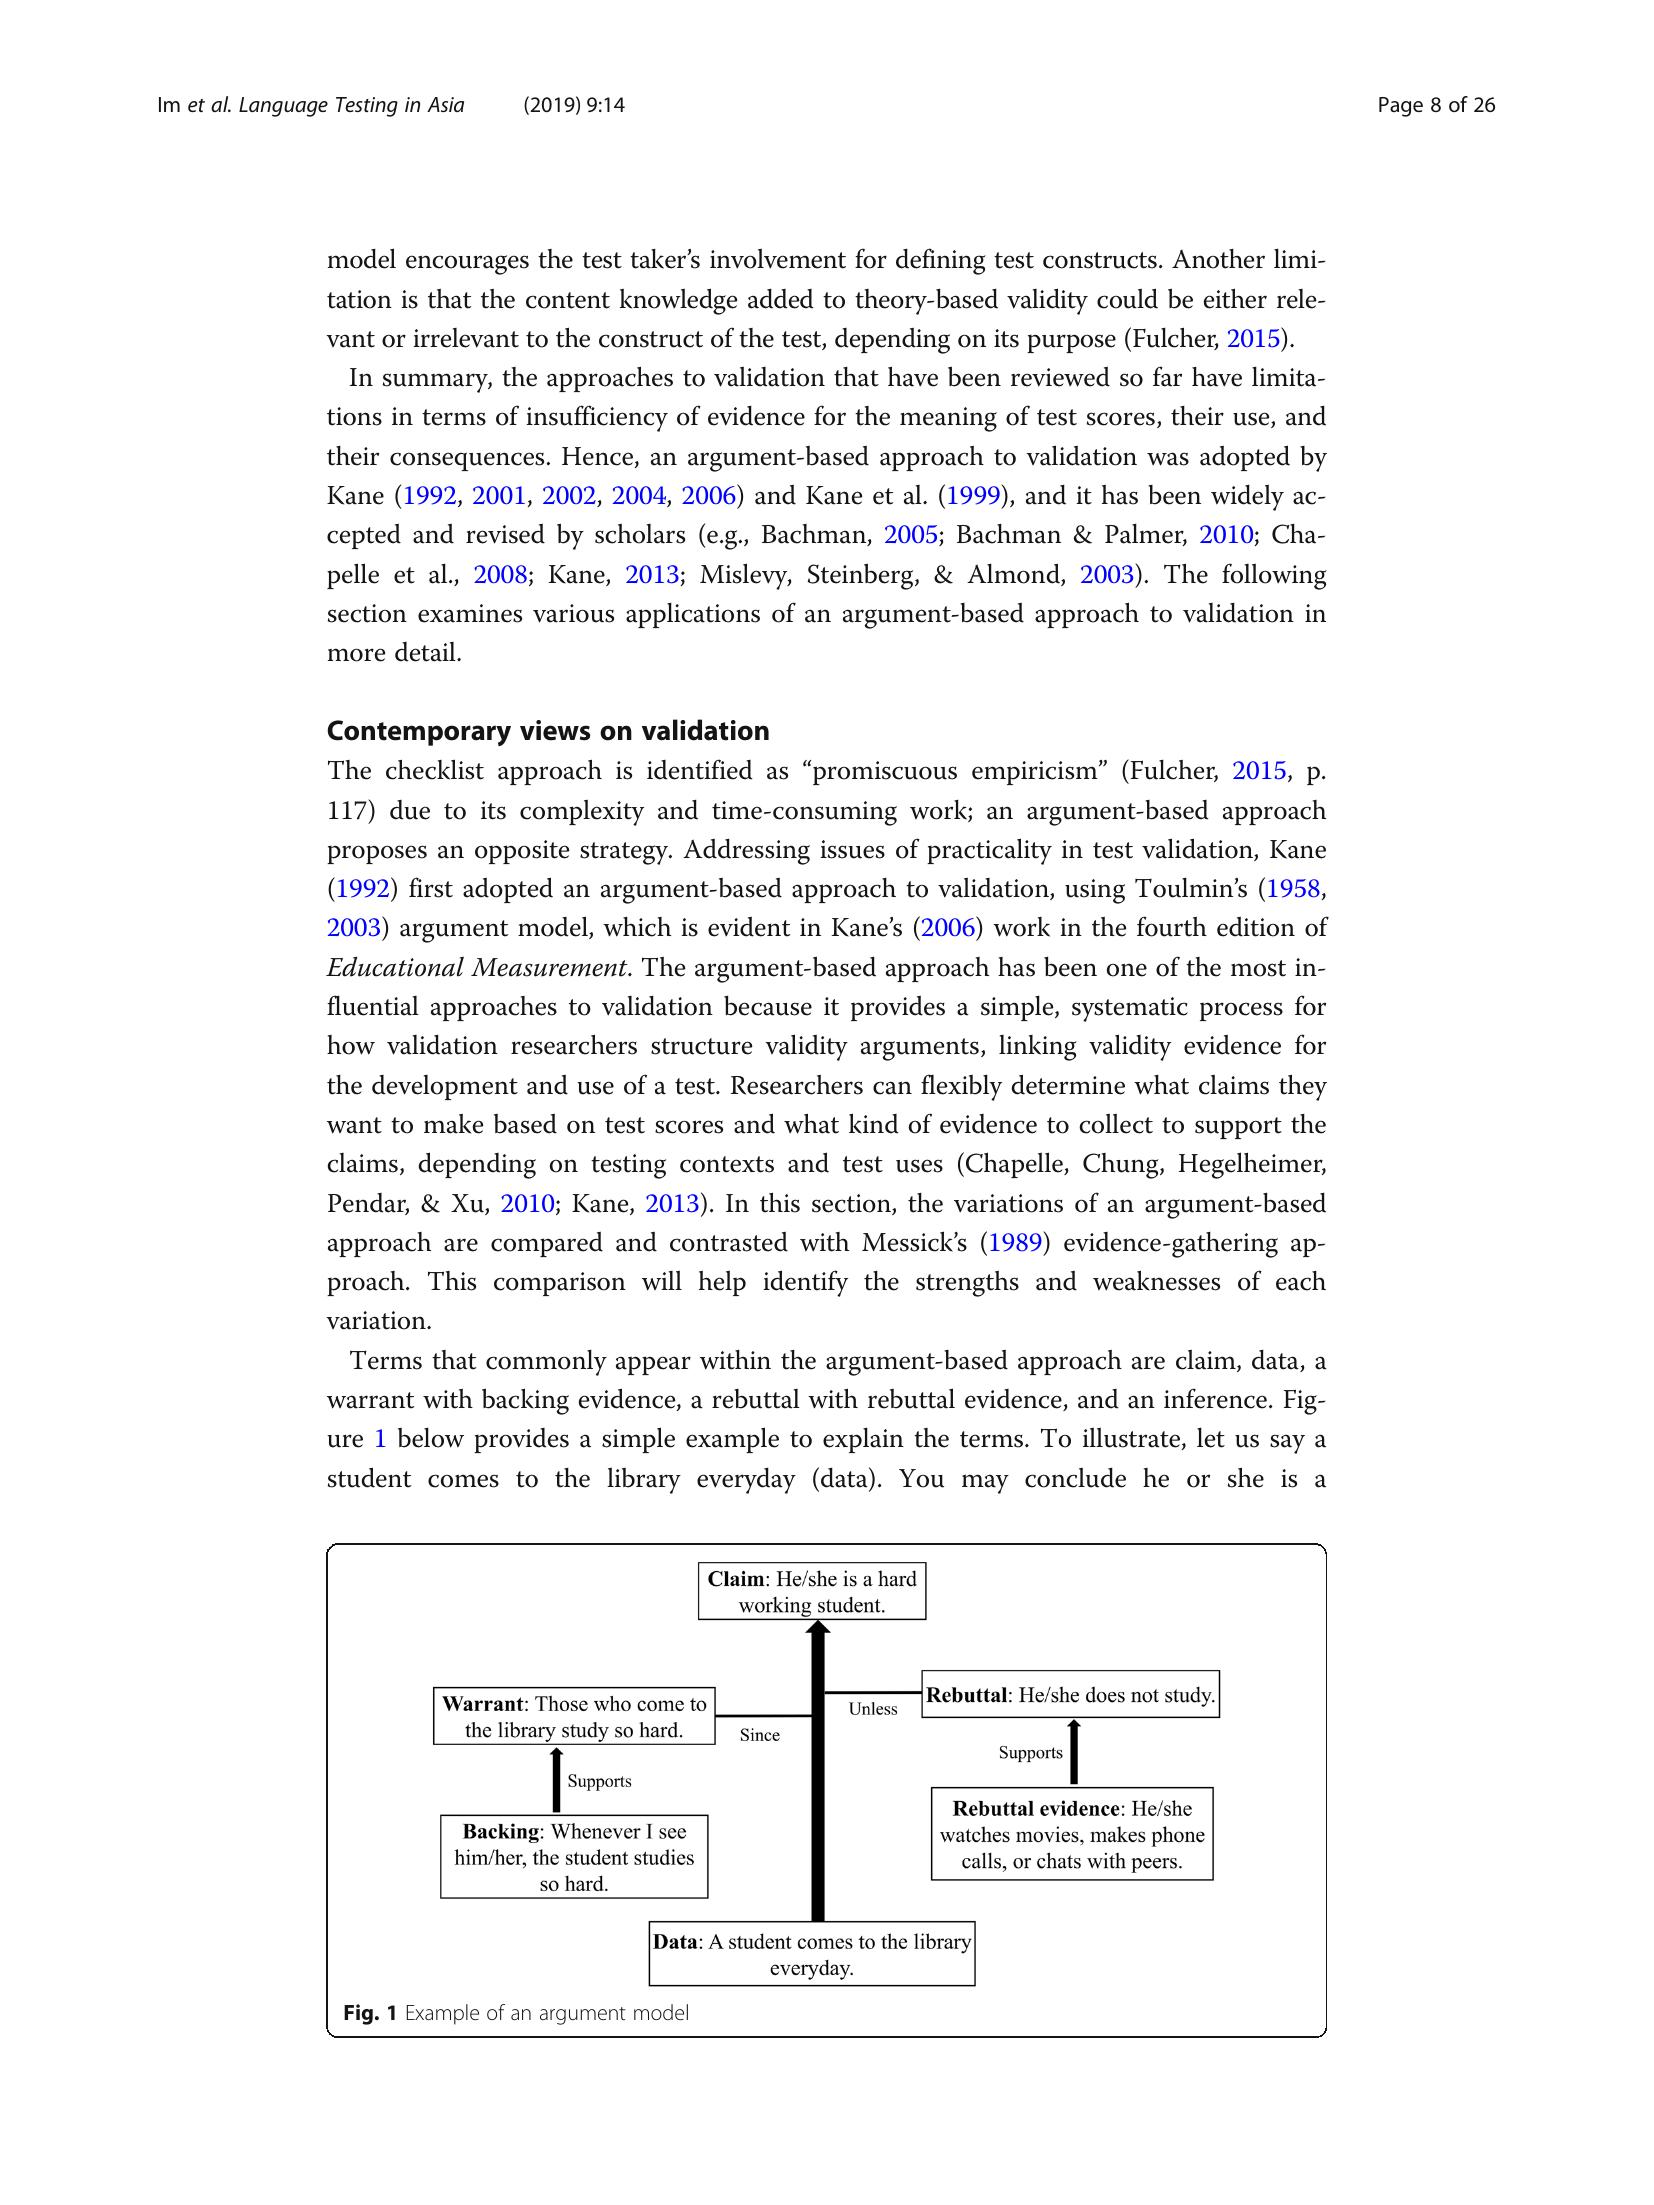 Im et al. Language Testing in Asia (2019) 9:14 Page 8 of 26
model encourages the test taker’s involvement for defining test constructs. Another limi-
tation is that the content knowledge added to theory-based validity could be either rele-
vant or irrelevant to the construct of the test, depending on its purpose (Fulcher, 2015).
In summary, the approaches to validation that have been reviewed so far have limita-
tions in terms of insufficiency of evidence for the meaning of test scores, their use, and
their consequences. Hence, an argument-based approach to validation was adopted by
Kane (1992, 2001, 2002, 2004, 2006) and Kane et al. (1999), and it has been widely ac-
cepted and revised by scholars (e.g., Bachman, 2005; Bachman & Palmer, 2010; Cha-
pelle et al., 2008; Kane, 2013; Mislevy, Steinberg, & Almond, 2003). The following
section examines various applications of an argument-based approach to validation in
more detail.
Contemporary views on validation
The checklist approach is identified as “promiscuous empiricism” (Fulcher, 2015, p.
117) due to its complexity and time-consuming work; an argument-based approach
proposes an opposite strategy. Addressing issues of practicality in test validation, Kane
(1992) first adopted an argument-based approach to validation, using Toulmin’s (1958,
2003) argument model, which is evident in Kane’s (2006) work in the fourth edition of
Educational Measurement. The argument-based approach has been one of the most in-
fluential approaches to validation because it provides a simple, systematic process for
how validation researchers structure validity arguments, linking validity evidence for
the development and use of a test. Researchers can flexibly determine what claims they
want to make based on test scores and what kind of evidence to collect to support the
claims, depending on testing contexts and test uses (Chapelle, Chung, Hegelheimer,
Pendar, & Xu, 2010; Kane, 2013). In this section, the variations of an argument-based
approach are compared and contrasted with Messick’s (1989) evidence-gathering ap-
proach. This comparison will help identify the strengths and weaknesses of each
variation.
Terms that commonly appear within the argument-based approach are claim, data, a
warrant with backing evidence, a rebuttal with rebuttal evidence, and an inference. Fig-
ure 1 below provides a simple example to explain the terms. To illustrate, let us say a
student comes to the library everyday (data). You may conclude he or she is a
Claim: He/she is a hard
working student.
Warrant: Those who come to
the library study so hard.
Since
Unless
Rebuttal: He/she does not study.
Supports
Supports
Backing: Whenever I see
him/her, the student studies
so hard.
Rebuttal evidence: He/she
watches movies, makes phone
calls, or chats with peers.
Data: A student comes to the library
everyday.
Fig. 1 Example of an argument model